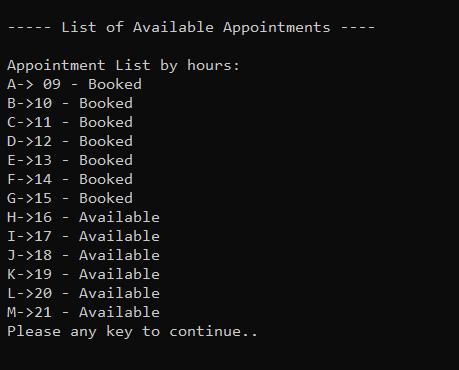 ----- List of Available Appointments ----
Appointment List by hours:
A-> 09 - Booked
B->10 - Booked
C->11 - Booked
D->12 - Booked
E->13 - Booked
F->14 - Booked
G->15 - Booked
H->16 - Available
I->17 - Available
J->18 - Available
K->19 - Available
L->20 - Available
M->21 - Available
Please any key to continue..